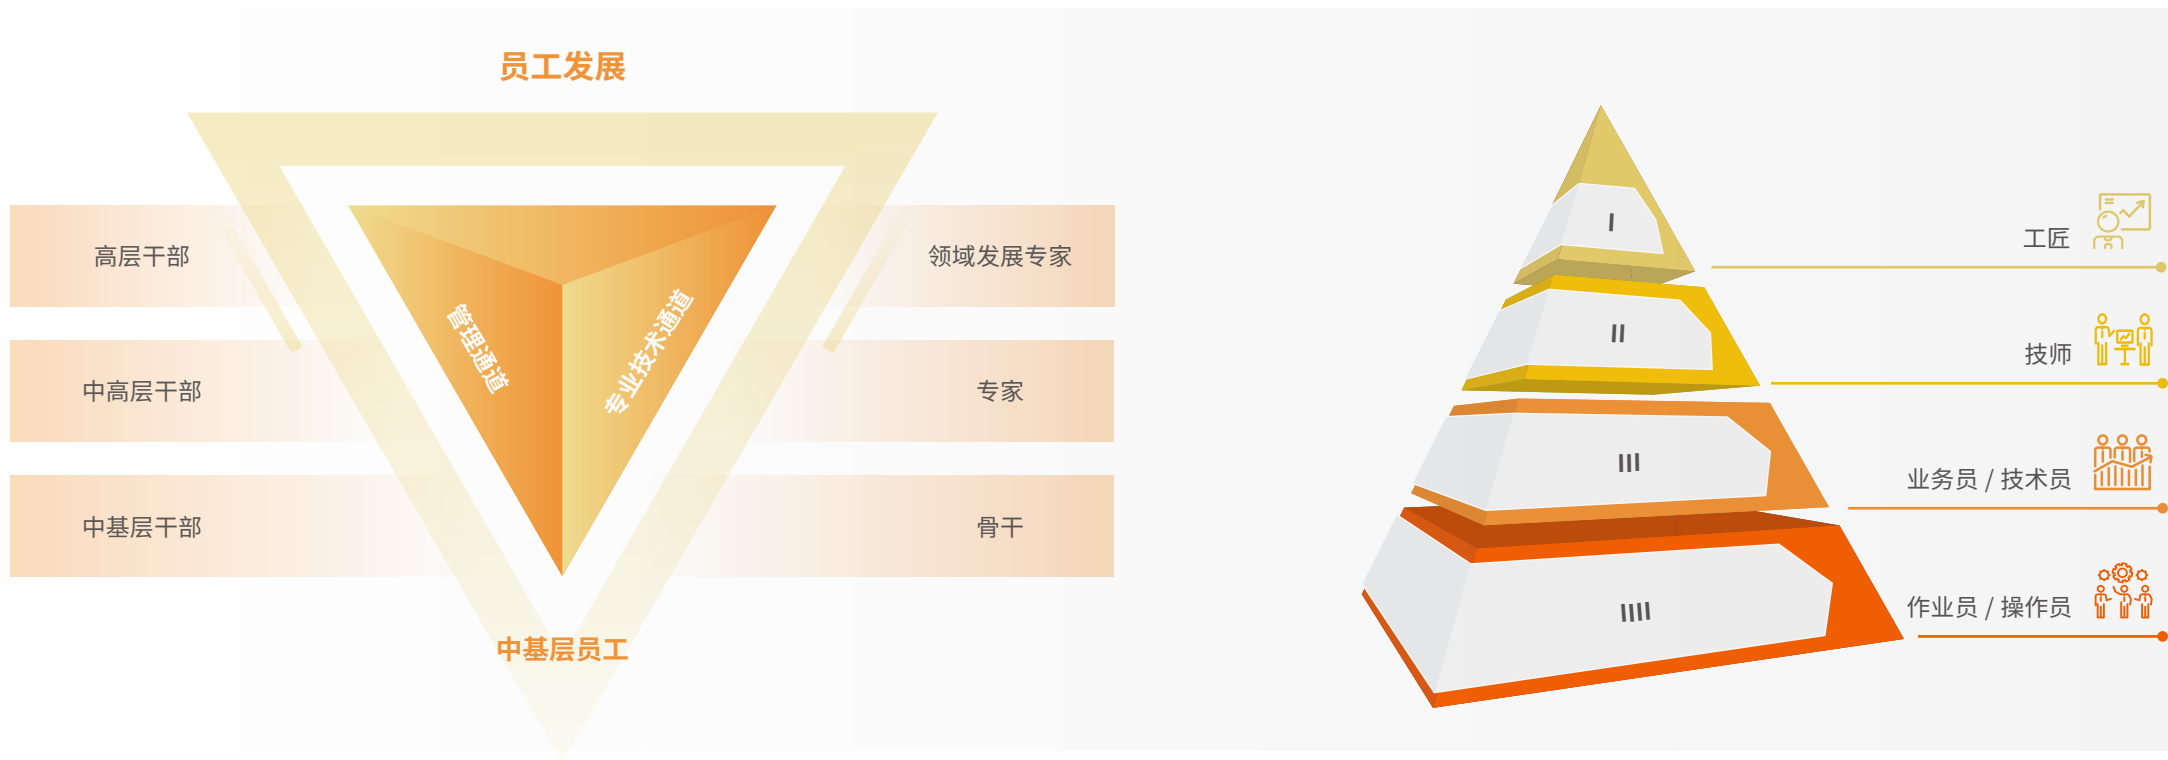 员工发展
高层干部
中高层干部
中基层干部
管理通道
专业技术通道
领域发展专家
专家
骨干
中基层员工
I
II
III
IIII
工匠
技师
业务员 / 技术员
作业员 / 操作员